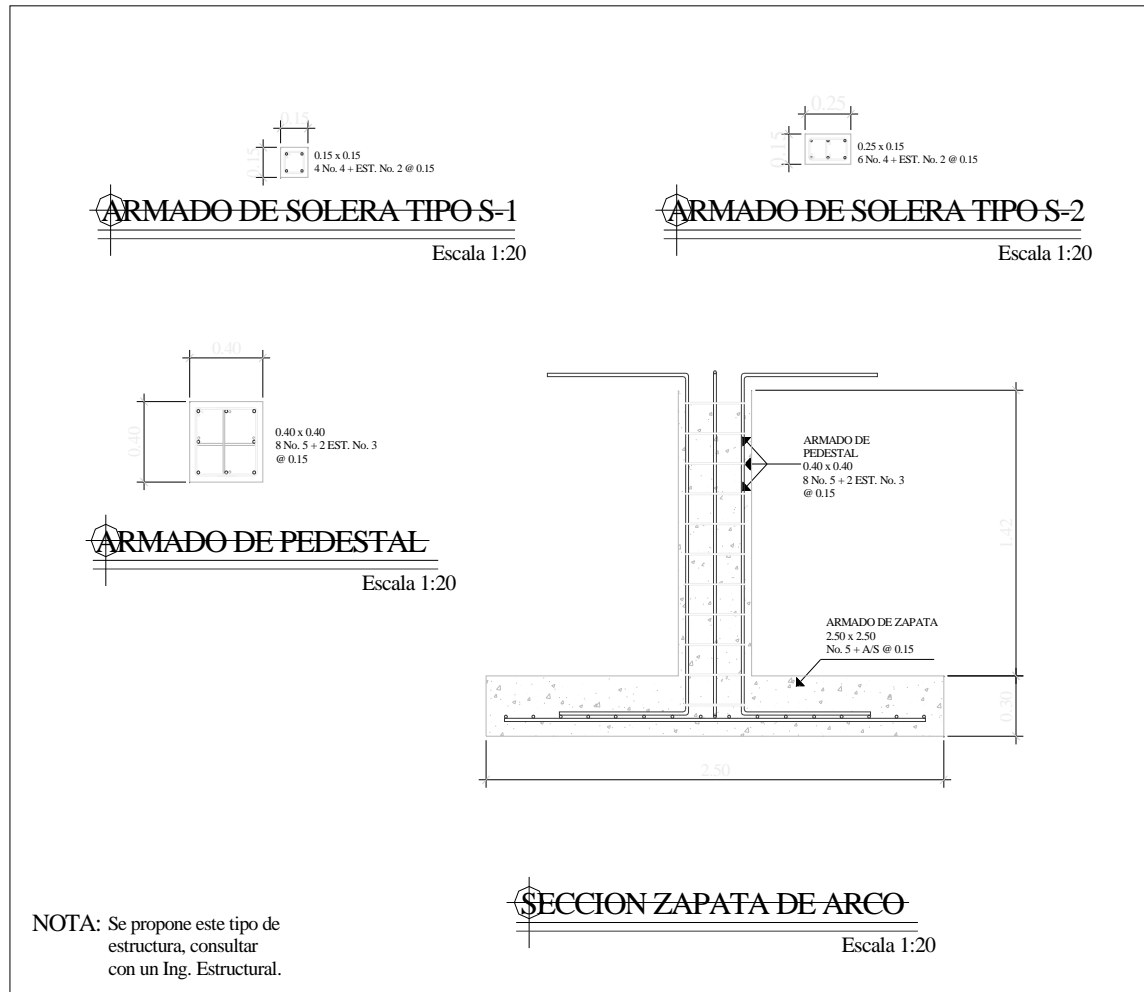 0.15
0.15
0.15 x 0.15
4 No. 4 + EST. No. 2 @ 0.15
ARMADO DE SOLERA TIPO S-1
Escala 1:20
0.25
0.15
0.25 x 0.15
6 No. 4 + EST. No. 2 @ 0.15
ARMADO DE SOLERA TIPO S-2
Escala 1:20
0.40
0.40
0.40 x 0.40
8 No. 5 + 2 EST. No. 3
@ 0.15
ARMADO DE PEDESTAL
Escala 1:20
ARMADO DE
PEDESTAL
0.40 x 0.40
8 No. 5 + 2 EST. No. 3
@ 0.15
1.42
ARMADO DE ZAPATA
2.50 x 2.50
No. 5 + A/S @ 0.15
0.30
2.50
SECCION ZAPATA DE ARCO
Escala 1:20
NOTA: Se propone este tipo de
estructura, consultar
con un Ing. Estructural.